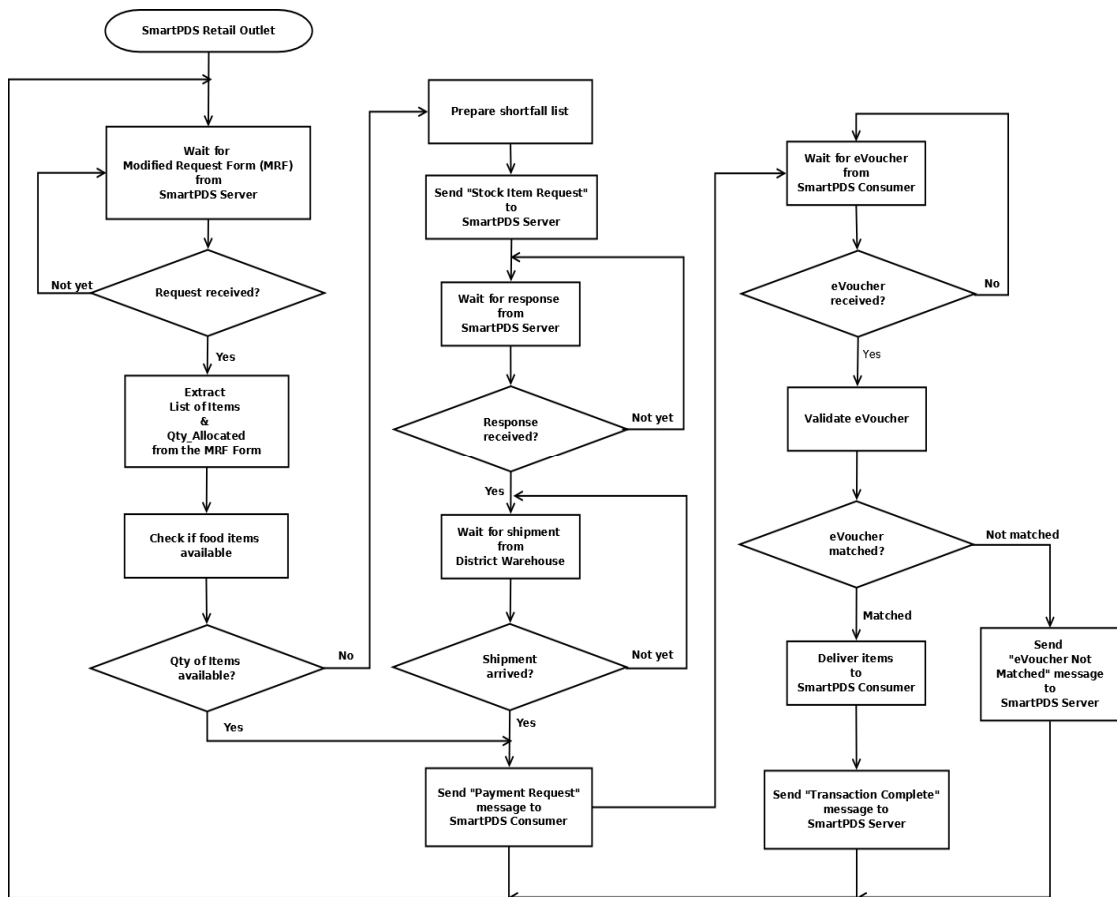 SmartPDS Retail Outlet
Wait for
Modified Request Form (MRF)
from
SmartPDS Server
Not yet
Request received?
Yes
Extract
List of Items
&
Qty_Allocated
from the MRF Form
Check if food items
available
Qty of Items
available?
No
Yes
Prepare shortfall list
Send "Stock Item Request"
to
SmartPDS Server
Wait for response
from
SmartPDS Server
Response
received?
Not yet
Yes
Wait for shipment
from
District Warehouse
Shipment
arrived?
Not yet
Yes
Send "Payment Request"
message to
SmartPDS Consumer
Wait for eVoucher
from
SmartPDS Consumer
eVoucher
received?
No
Yes
Validate eVoucher
eVoucher
matched?
Not matched
Matched
Deliver items
to
SmartPDS Consumer
Send
"eVoucher Not
Matched" message
to
SmartPDS Server
Send "Transaction Complete"
message to
SmartPDS Server